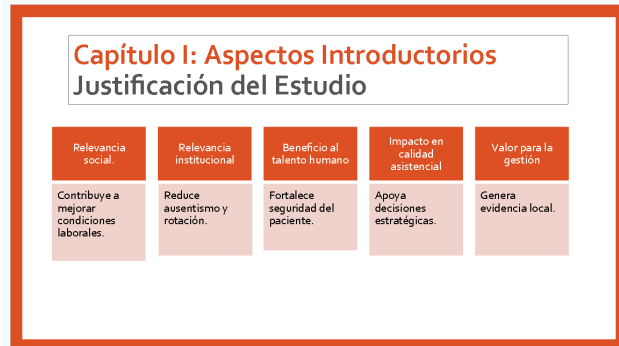 Capítulo I: Aspectos Introductorios
Justificación del Estudio
Relevancia
social.
Contribuye a
mejorar
condiciones
laborales.
Relevancia
institucional
Reduce
ausentismo y
rotación.
Beneficio al
talento humano
Fortalece
seguridad del
paciente.
Impacto en
calidad
asistencial
Apoya
decisiones
estratégicas.
Valor para la
gestión
Genera
evidencia local.